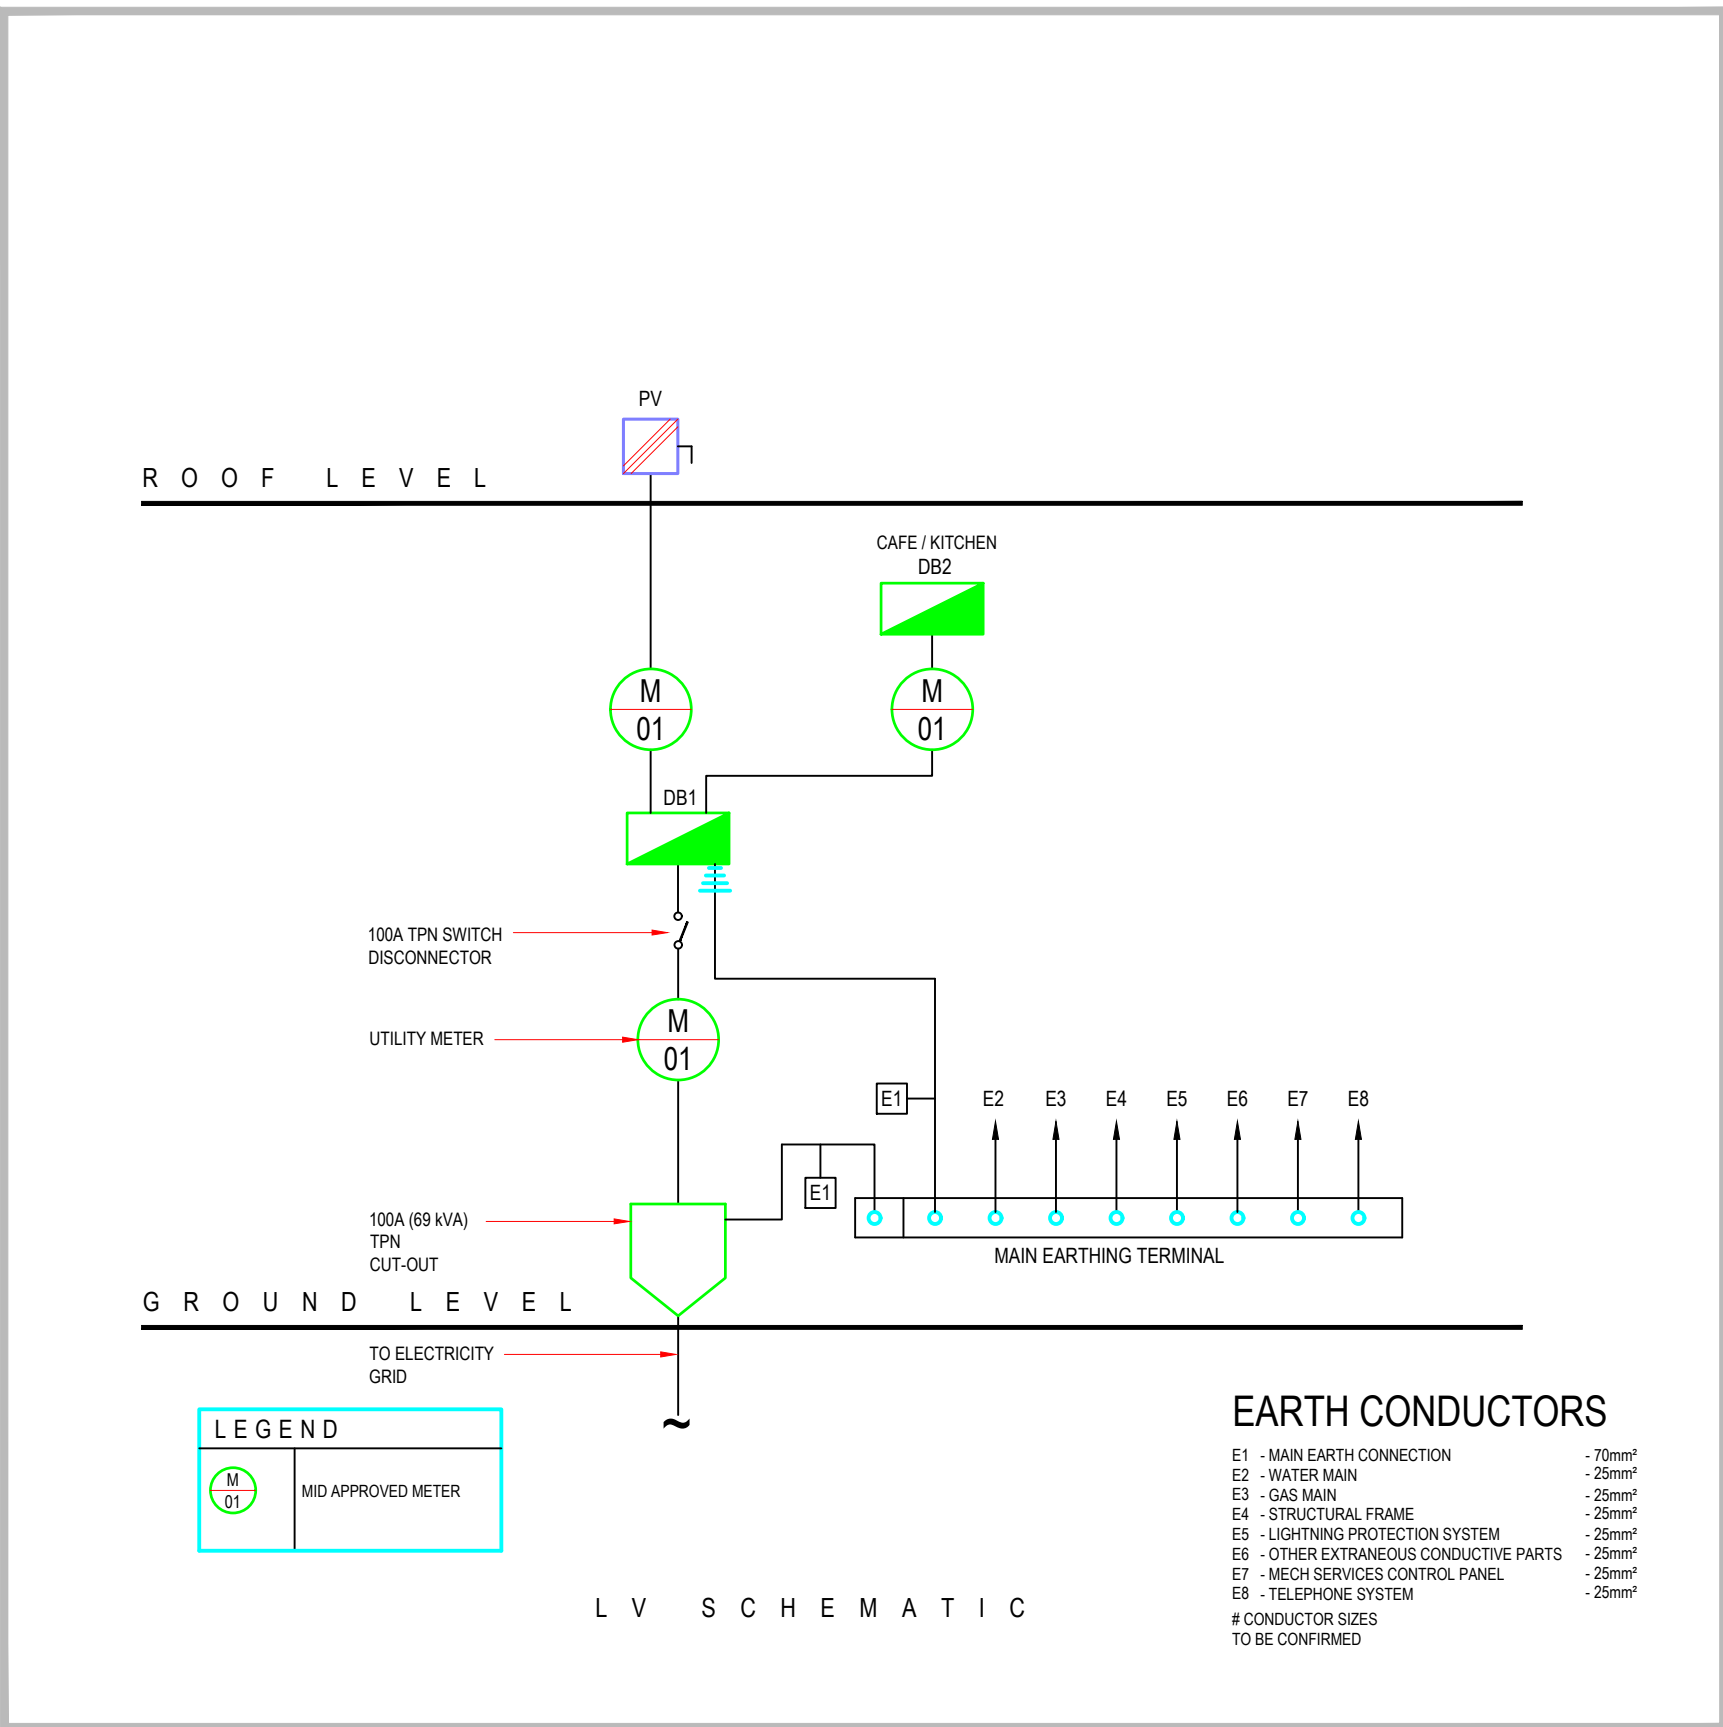 PV
ROOF LEVEL
CAFE / KITCHEN
DB2
M
01
M
01
DB1
100A TPN SWITCH
DISCONNECTOR
UTILITY METER
M
01
E1
E2
E3
E4
E5
E6
E7
E8
E1
100A (69 kVA)
TPN
CUT-OUT
MAIN EARTHING TERMINAL
GROUND LEVEL
TO ELECTRICITY
GRID
~
LEGEND
M
01
MID APPROVED METER
EARTH CONDUCTORS
E1 - MAIN EARTH CONNECTION - 70mm²
E2 - WATER MAIN - 25mm²
E3 - GAS MAIN - 25mm²
E4 - STRUCTURAL FRAME - 25mm²
E5 - LIGHTNING PROTECTION SYSTEM - 25mm²
E6 - OTHER EXTRANEOUS CONDUCTIVE PARTS - 25mm²
E7 - MECH SERVICES CONTROL PANEL - 25mm²
E8 - TELEPHONE SYSTEM - 25mm²
# CONDUCTOR SIZES
TO BE CONFIRMED
LV SCHEMATIC